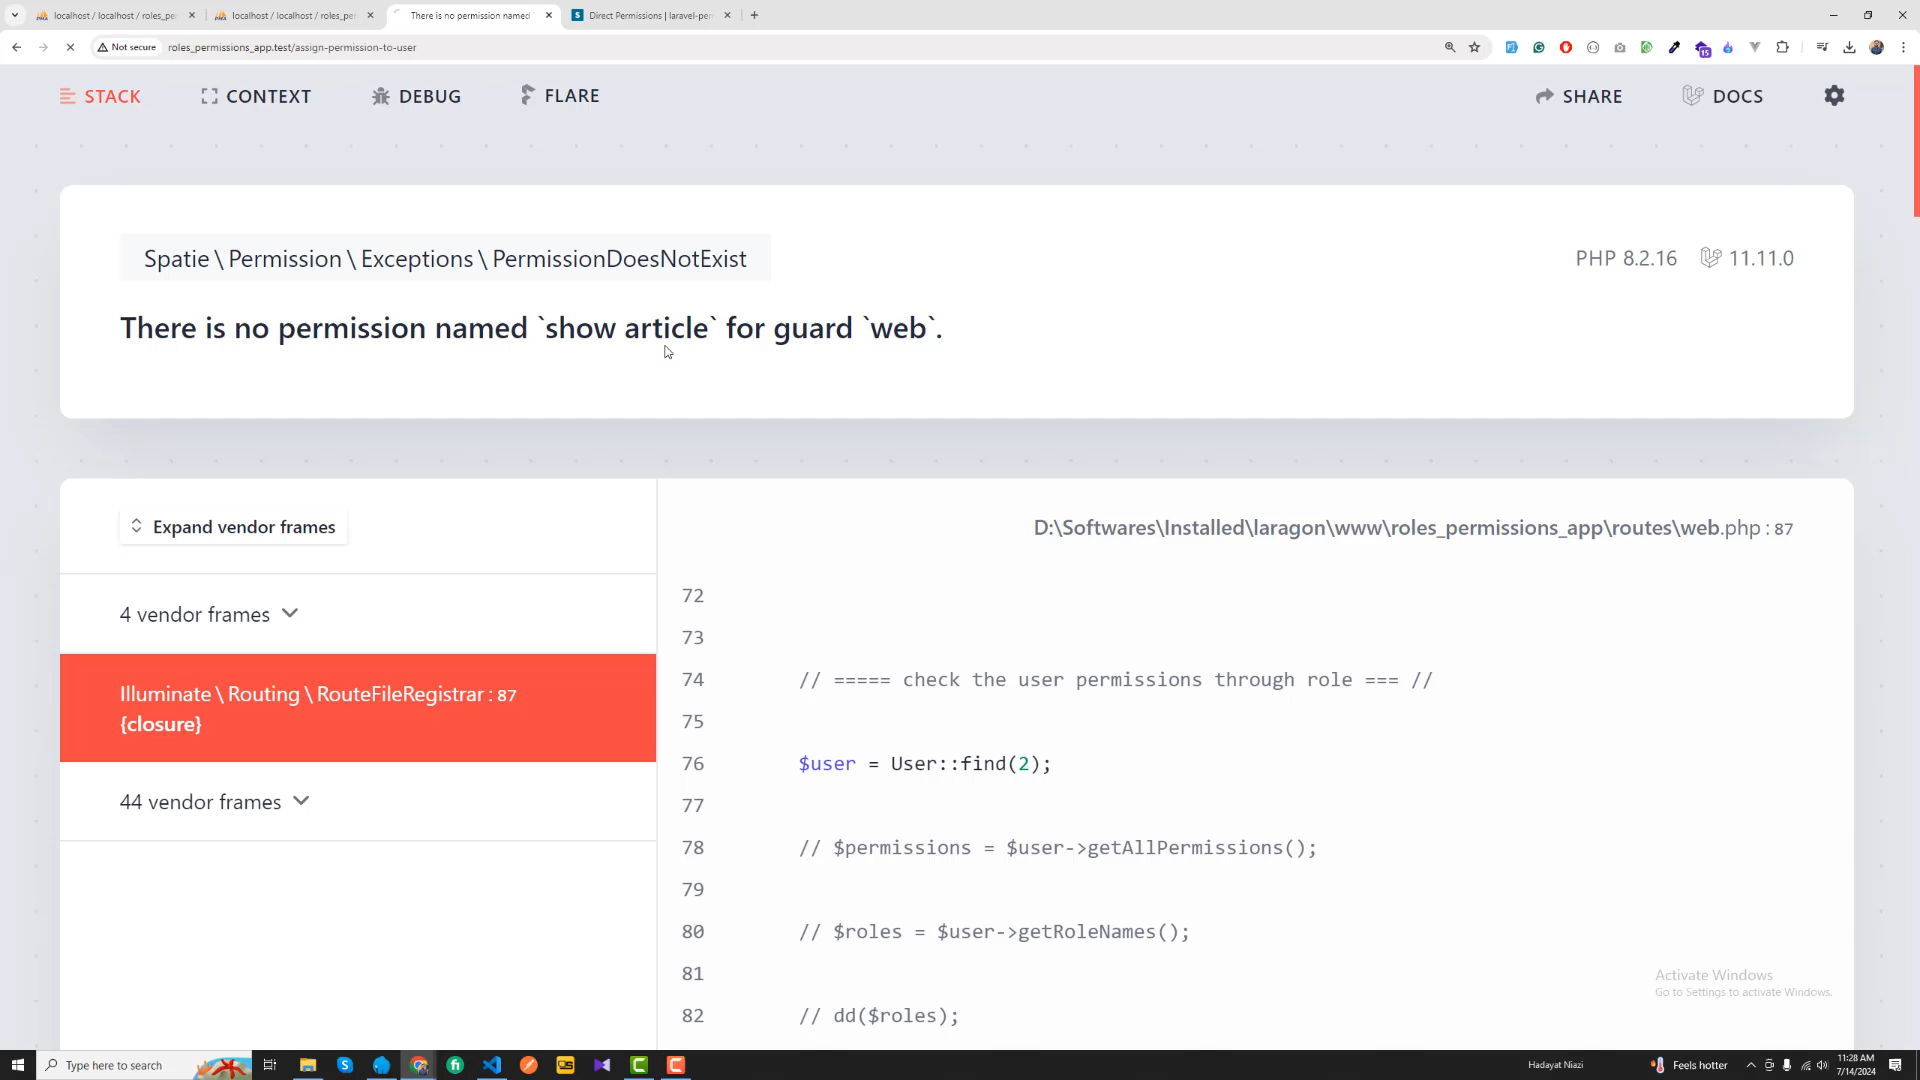 localhost / localhost / roles_pe
localhost / localhost / roles_per
There is no permission named
Direct Permissions | laravel-per
Not secure
roles_permissions_app.test/assign-permission-to-user
15
STACK
CONTEXT
DEBUG
FLARE
SHARE
DOCS
Spatie \ Permission \ Exceptions \ PermissionDoesNotExist
PHP 8.2.16
11.11.0
There is no permission named `show article` for guard `web`.
Expand vendor frames
D:\Softwares\Installed\laragon\www\roles_permissions_app\routes\web.php : 87
4 vendor frames
Illuminate \ Routing \ RouteFileRegistrar : 87
{closure}
44 vendor frames
72
73
74 // ===== check the user permissions through role === //
75
76 $user = User::find(2);
77
78 // $permissions = $user->getAllPermissions();
79
80 // $roles = $user->getRoleNames();
81
82 // dd($roles);
Activate Windows
Go to Settings to activate Windows.
Type here to search
Hadayat Niazi
Feels hotter
11:28 AM
7/14/2024